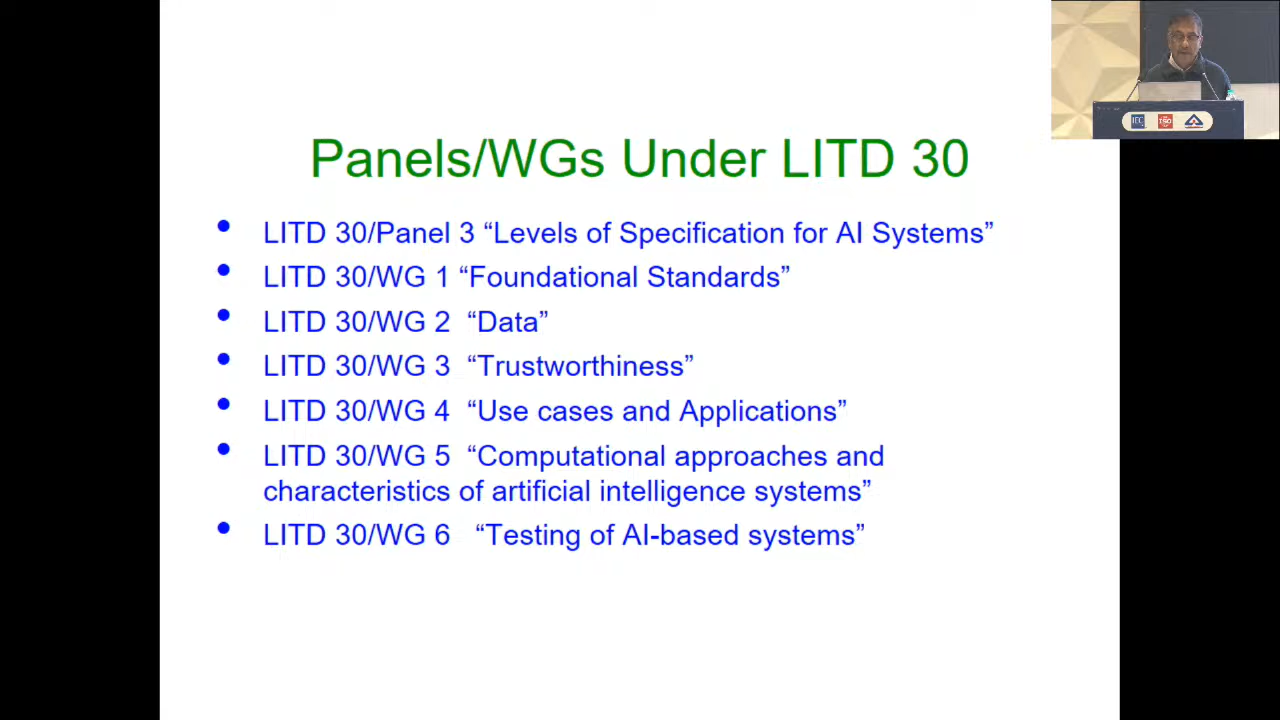 Panels/WGs Under LITD 30
• LITD 30/Panel 3 “Levels of Specification for AI Systems”
• LITD 30/WG 1 “Foundational Standards”
• LITD 30/WG 2 “Data”
• LITD 30/WG 3 “Trustworthiness”
• LITD 30/WG 4 “Use cases and Applications”
• LITD 30/WG 5 “Computational approaches and
characteristics of artificial intelligence systems”
• LITD 30/WG 6 “Testing of AI-based systems”
IEC